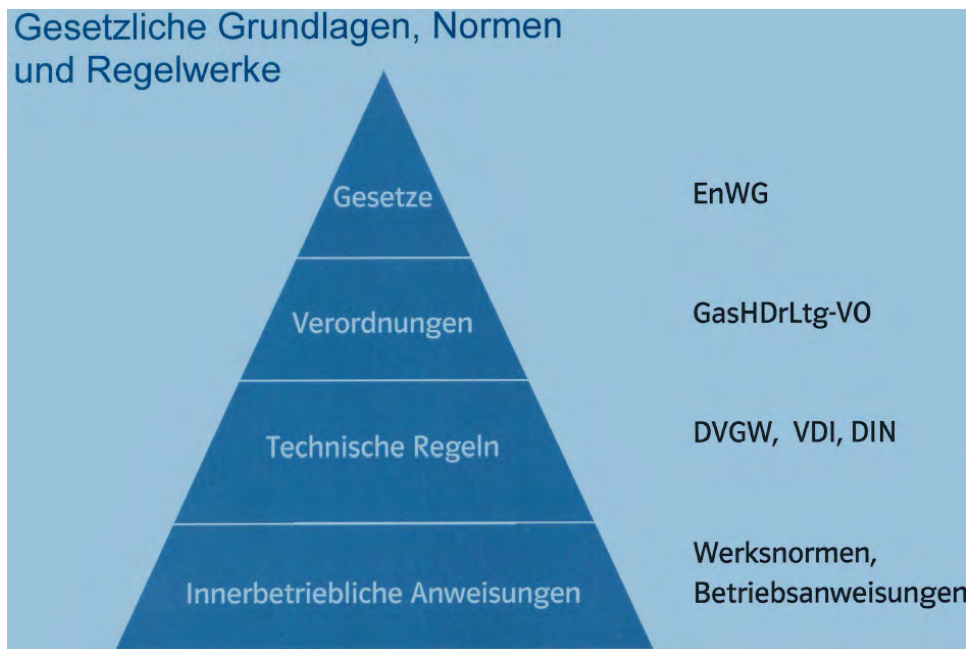 Gesetzliche Grundlagen, Normen
und Regelwerke
Gesetze
EnWG
Verordnungen
GasHDrLtg-VO
Technische Regeln
DVGW, VDI, DIN
Innerbetriebliche Anweisungen
Werksnormen,
Betriebsanweisungen